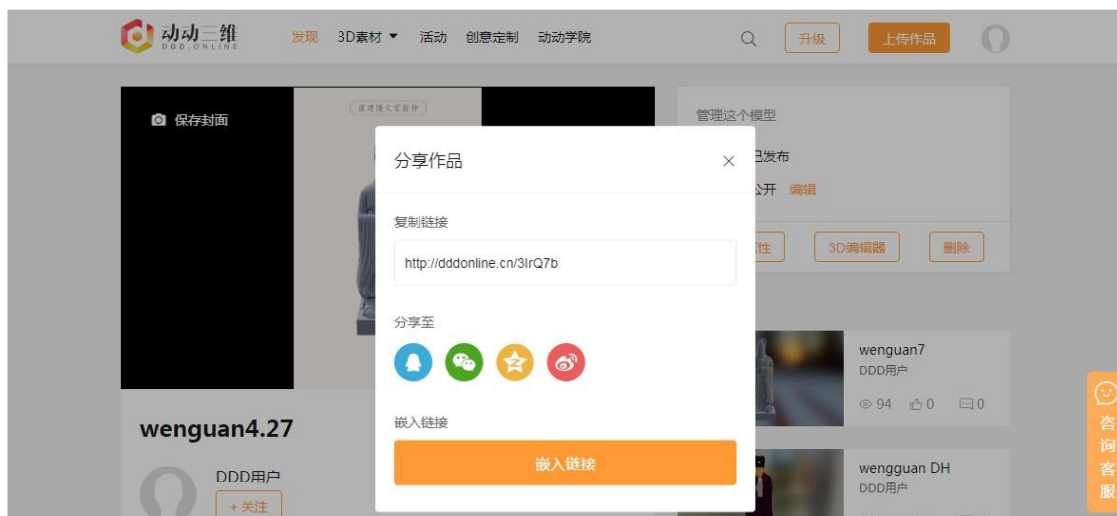 动动三维
DDD.ONLINE
发现 3D素材 活动 创意定制 动动学院
升级 上传作品
保存封面
管理这个模型
已发布
公开 编辑
性 3D编辑器 删除
分享作品
复制链接
http://dddonline.cn/3IrQ7b
分享至
嵌入链接
嵌入链接
wenguan4.27
DDD用户
+ 关注
wenguan7
DDD用户
94 0 0
wengguan DH
DDD用户
咨询客服